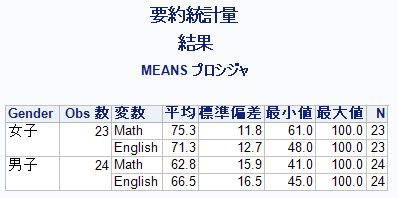 要約統計量
結果
MEANS プロシジャ
Gender Obs 数 変数 平均 標準偏差 最小値 最大値 N
女子 23 Math 75.3 11.8 61.0 100.0 23
English 71.3 12.7 48.0 100.0 23
男子 24 Math 62.8 15.9 41.0 100.0 24
English 66.5 16.5 45.0 100.0 24